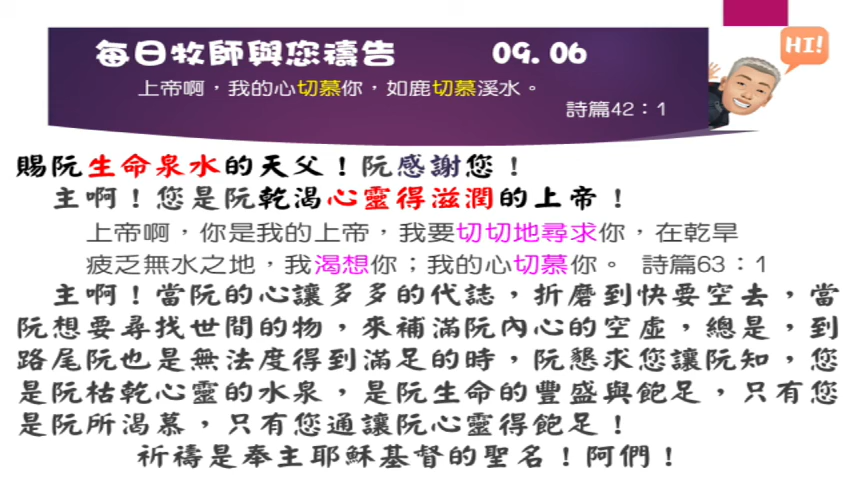 每日牧師與您禱告 09.06
HI!
上帝啊，我的心切慕你，如鹿切慕溪水。
詩篇42：1
賜阮生命泉水的天父！阮感謝您！
主啊！您是阮乾渴心靈得滋潤的上帝！
上帝啊，你是我的上帝，我要切切地尋求你，在乾旱
疲乏無水之地，我渴想你；我的心切慕你。 詩篇63：1
主啊！當阮的心讓多多的代誌，折磨到快要空去，當
阮想要尋找世間的物，來補滿阮內心的空虛，總是，到
路尾阮也是無法度得到滿足的時，阮懇求您讓阮知，您
是阮枯乾心靈的水泉，是阮生命的豐盛與飽足，只有您
是阮所渴慕，只有您通讓阮心靈得飽足！
祈禱是奉主耶穌基督的聖名！阿們！